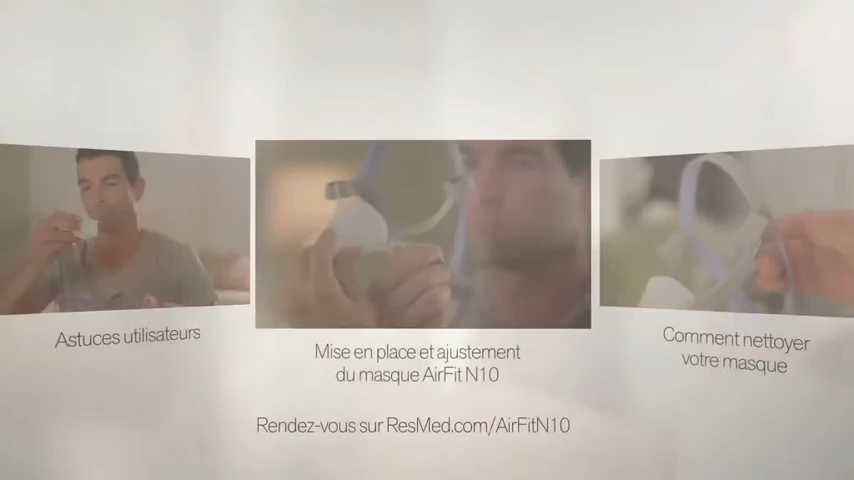 Astuces utilisateurs
Mise en place et ajustement
du masque AirFit N10
Comment nettoyer
votre masque
Rendez-vous sur ResMed.com/AirFitN10